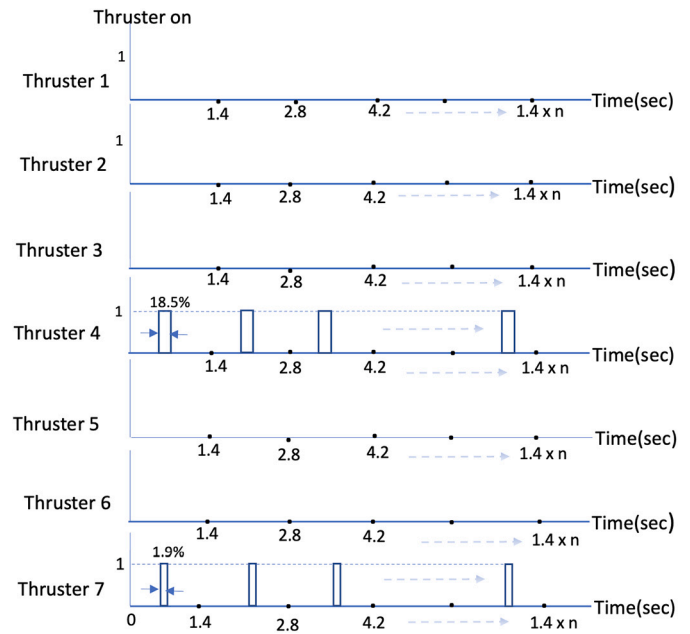 Thruster on
1
Thruster 1
Time(sec)
1.4 2.8 4.2 1.4 x n
1
Thruster 2
Time(sec)
1.4 2.8 4.2 1.4 x n
Thruster 3
Time(sec)
1.4 2.8 4.2 1.4 x n
18.5%
1
Thruster 4
Time(sec)
1.4 2.8 4.2 1.4 x n
Thruster 5
Time(sec)
1.4 2.8 4.2 1.4 x n
Thruster 6
Time(sec)
1.4 2.8 4.2 1.4 x n
1.9%
1
Thruster 7
Time(sec)
0 1.4 2.8 4.2 1.4 x n